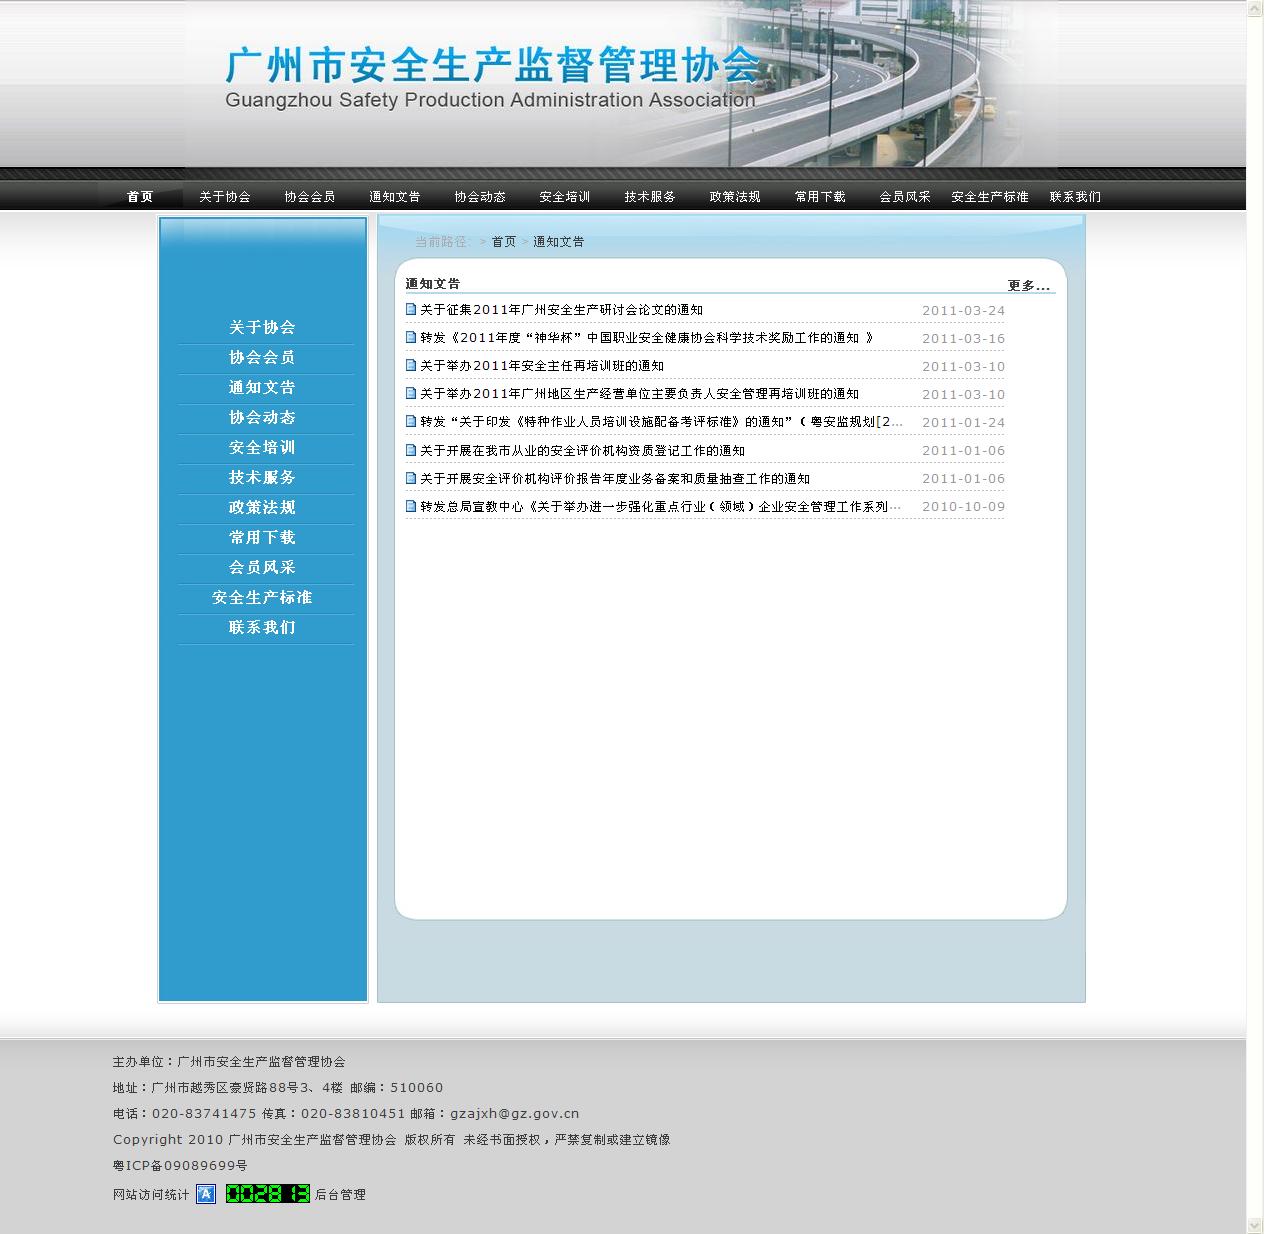 广州市安全生产监督管理协会
Guangzhou Safety Production Administration Association
首页 关于协会 协会会员 通知文告 协会动态 安全培训 技术服务 政策法规 常用下载 会员风采 安全生产标准 联系我们
关于协会
协会会员
通知文告
协会动态
安全培训
技术服务
政策法规
常用下载
会员风采
安全生产标准
联系我们
当前路径: > 首页 > 通知文告
通知文告 更多...
关于征集2011年广州安全生产研讨会论文的通知 2011-03-24
转发《2011年度“神华杯”中国职业安全健康协会科学技术奖励工作的通知 》 2011-03-16
关于举办2011年安全主任再培训班的通知 2011-03-10
关于举办2011年广州地区生产经营单位主要负责人安全管理再培训班的通知 2011-03-10
转发“关于印发《特种作业人员培训设施配备考评标准》的通知”（粤安监规划[2... 2011-01-24
关于开展在我市从业的安全评价机构资质登记工作的通知 2011-01-06
关于开展安全评价机构评价报告年度业务备案和质量抽查工作的通知 2011-01-06
转发总局宣教中心《关于举办进一步强化重点行业（领域）企业安全管理工作系列... 2010-10-09
主办单位：广州市安全生产监督管理协会
地址：广州市越秀区豪贤路88号3、4楼 邮编：510060
电话：020-83741475 传真：020-83810451 邮箱：gzajxh@gz.gov.cn
Copyright 2010 广州市安全生产监督管理协会 版权所有 未经书面授权，严禁复制或建立镜像
粤ICP备09089699号
网站访问统计 A 002813 后台管理